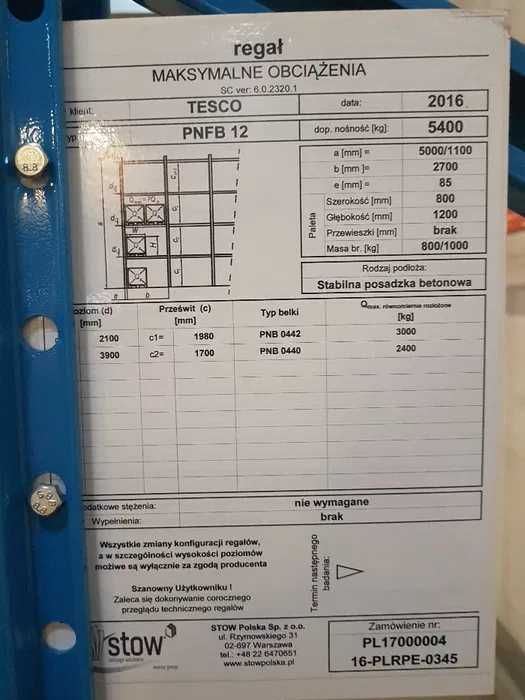 regał
MAKSYMALNE OBCIĄŻENIA
SC ver: 6.0.2320.1
klient: TESCO data: 2016
PNFB 12 dop. nośność [kg]: 5400
a [mm] = 5000/1100
b [mm] = 2700
e [mm] = 85
Paleta
Szerokość [mm] 800
Głębokość [mm] 1200
Przewieszki [mm] brak
Masa br. [kg] 800/1000
Rodzaj podłoża:
Stabilna posadzka betonowa
Prześwit (c) Typ belki Qmax. równomiernie rozłożone
[mm] [mm] [kg]
2100 c1= 1980 PNB 0442 3000
3900 c2= 1700 PNB 0440 2400
stężenia: nie wymagane
Wypełnienia: brak
Wszystkie zmiany konfiguracji regałów,
a w szczególności wysokości poziomów
możliwe są wyłącznie za zgodą producenta
Szanowny Użytkowniku !
Zaleca się dokonywanie corocznego
przeglądu technicznego regałów
Termin następnego
badania:
stow
STOW Polska Sp. z o.o.
ul. Rzymowskiego 31
02-697 Warszawa
tel.: +48 22 6470651
www.stowpolska.pl
Zamówienie nr:
PL17000004
16-PLRPE-0345
8.8